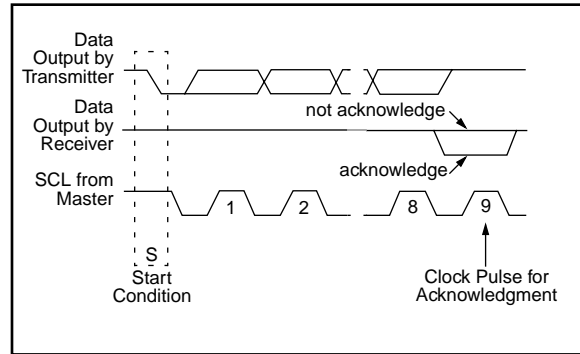 Data
Output by
Transmitter
Data
Output by
Receiver
not acknowledge
acknowledge
SCL from
Master
1
2
8
9
S
Start
Condition
Clock Pulse for
Acknowledgment